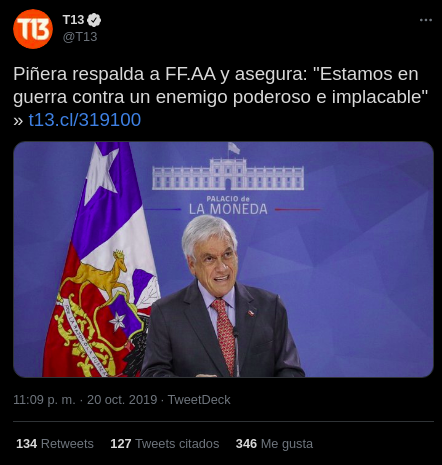 T13
T13
@T13
Piñera respalda a FF.AA y asegura: "Estamos en
guerra contra un enemigo poderoso e implacable"
» t13.cl/319100
PALACIO de
LA MONEDA
11:09 p. m. · 20 oct. 2019 · TweetDeck
134 Retweets 127 Tweets citados 346 Me gusta